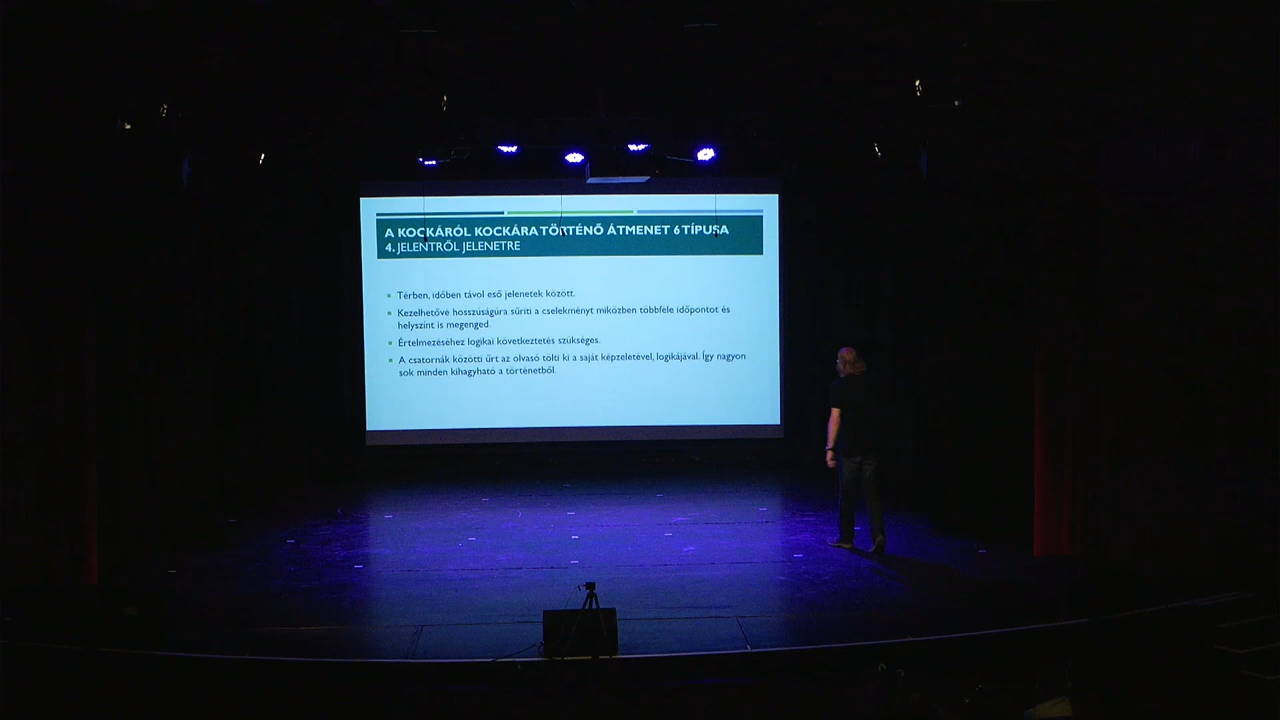 A KOCKÁRÓL KOCKÁRA TÖRTÉNŐ ÁTMENET 6 TÍPUSA
4. JELENTRŐL JELENETRE
Térben, időben távol eső jelenetek között.
Kezelhetővé hosszúságúra sűríti a cselekményt miközben többféle időpontot és
helyszínt is megenged.
Értelmezéséhez logikai következtetés szükséges.
A csatornák közötti űrt az olvasó tölti ki a saját képzeletével, logikájával. Így nagyon
sok minden kihagyható a történetből.